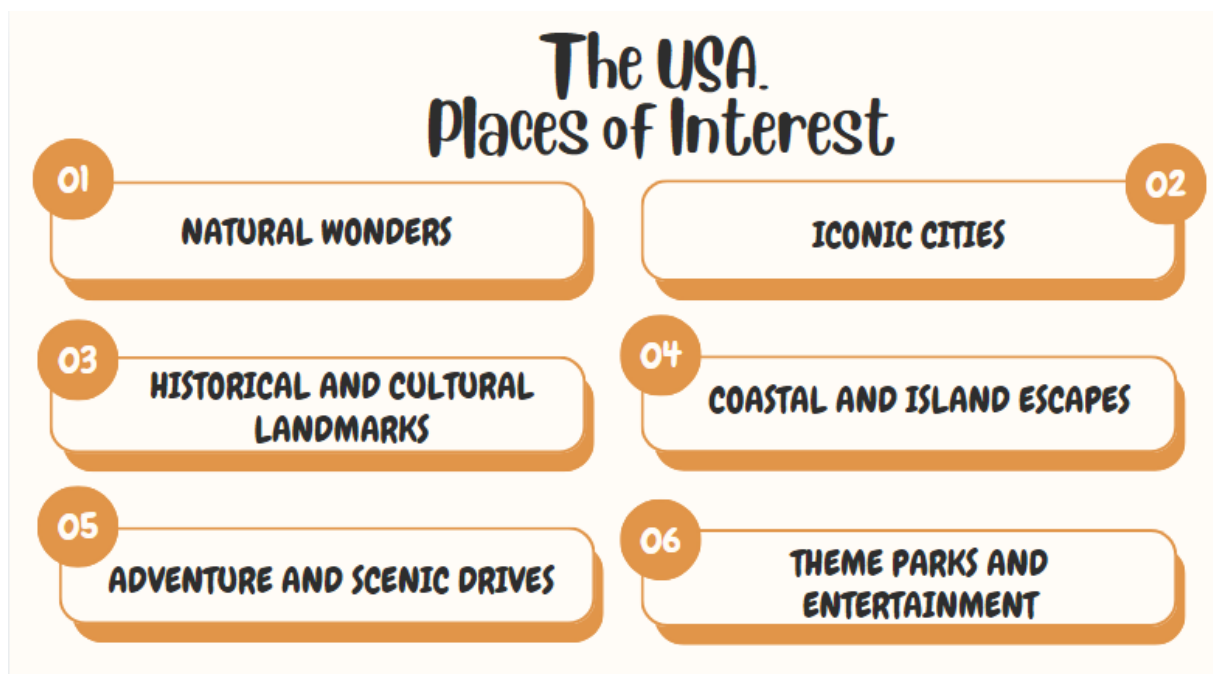 The USA.
Places of Interest
01
NATURAL WONDERS
02
ICONIC CITIES
03
HISTORICAL AND CULTURAL
LANDMARKS
04
COASTAL AND ISLAND ESCAPES
05
ADVENTURE AND SCENIC DRIVES
06
THEME PARKS AND
ENTERTAINMENT